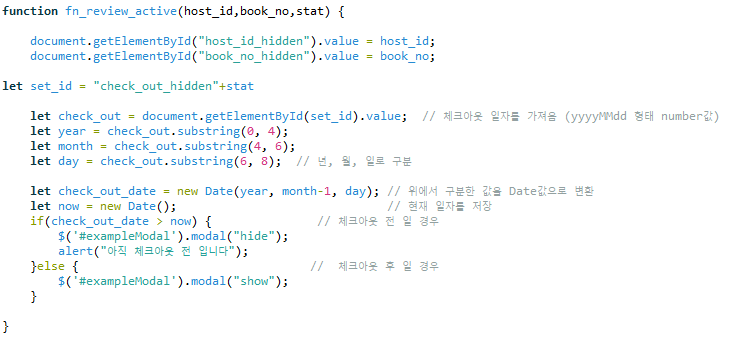 function fn_review_active(host_id,book_no,stat) {
document.getElementById("host_id_hidden").value = host_id;
document.getElementById("book_no_hidden").value = book_no;
let set_id = "check_out_hidden"+stat
let check_out = document.getElementById(set_id).value;  // 체크아웃 일자를 가져옴 (yyyyMMdd 형태 number값)
let year = check_out.substring(0, 4);
let month = check_out.substring(4, 6);
let day = check_out.substring(6, 8);  // 년, 월, 일로 구분
let check_out_date = new Date(year, month-1, day); // 위에서 구분한 값을 Date값으로 변환
let now = new Date(); // 현재 일자를 저장
if(check_out_date > now) { // 체크아웃 전 일 경우
$('#exampleModal').modal("hide");
alert("아직 체크아웃 전 입니다");
}else { //  체크아웃 후 일 경우
$('#exampleModal').modal("show");
}
}